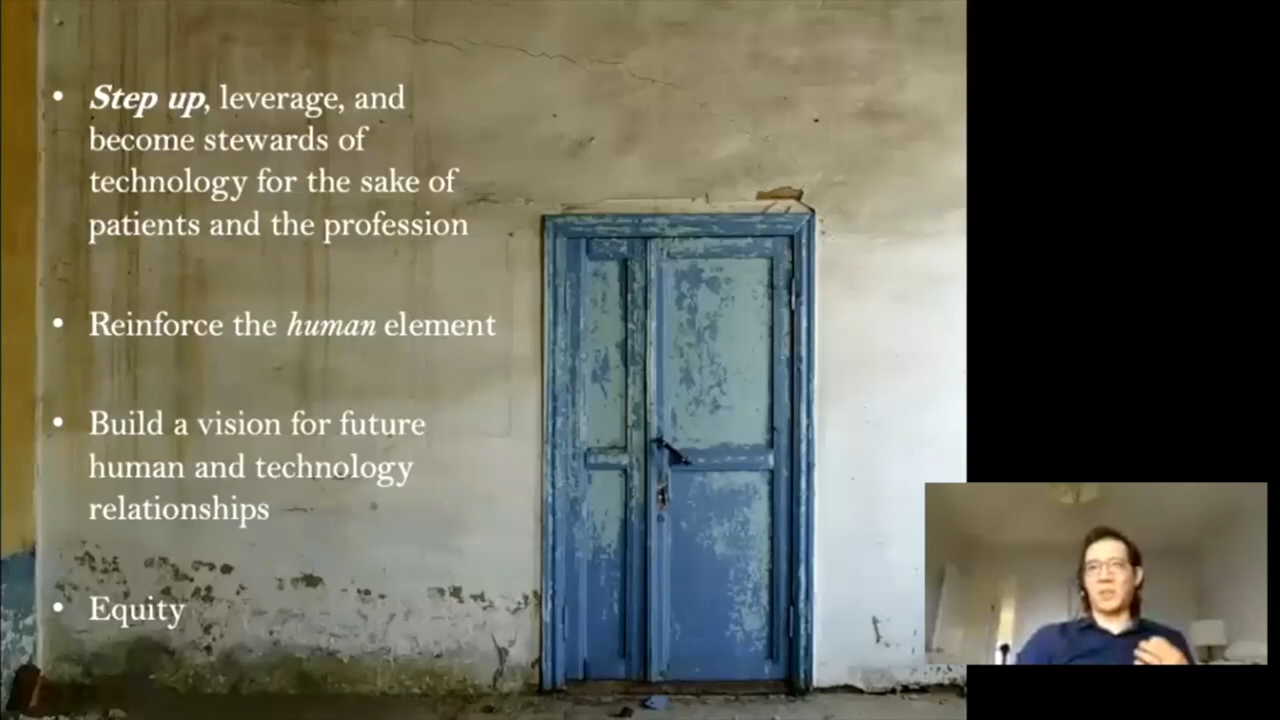 • Step up, leverage, and
become stewards of
technology for the sake of
patients and the profession
• Reinforce the human element
• Build a vision for future
human and technology
relationships
• Equity